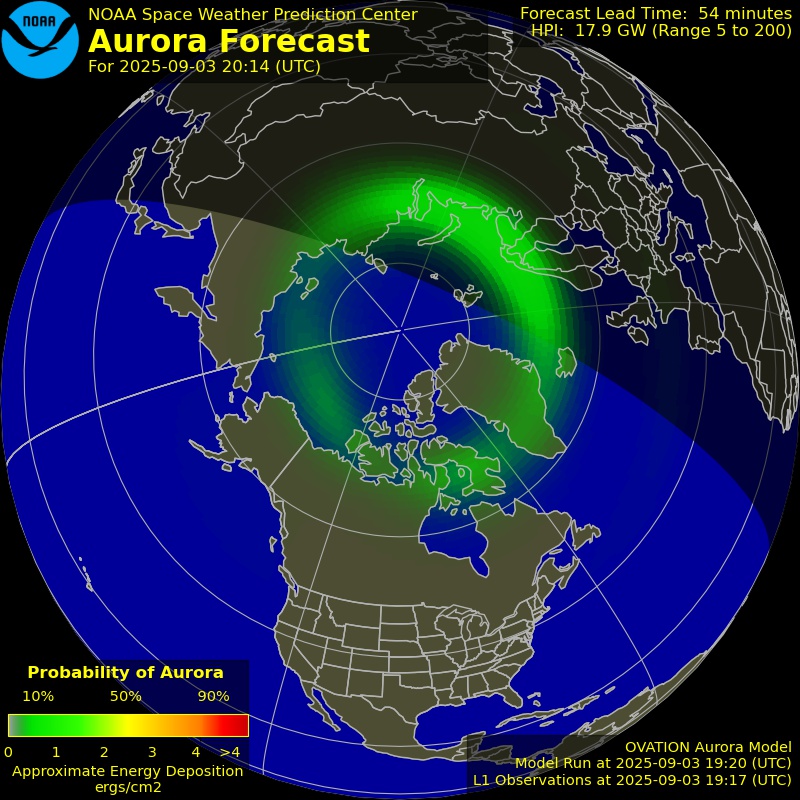 NOAA
NOAA Space Weather Prediction Center
Aurora Forecast
For 2025-09-03 20:14 (UTC)
Forecast Lead Time: 54 minutes
HPI: 17.9 GW (Range 5 to 200)
Probability of Aurora
10% 50% 90%
0 1 2 3 4 >4
Approximate Energy Deposition
ergs/cm2
OVATION Aurora Model
Model Run at 2025-09-03 19:20 (UTC)
L1 Observations at 2025-09-03 19:17 (UTC)